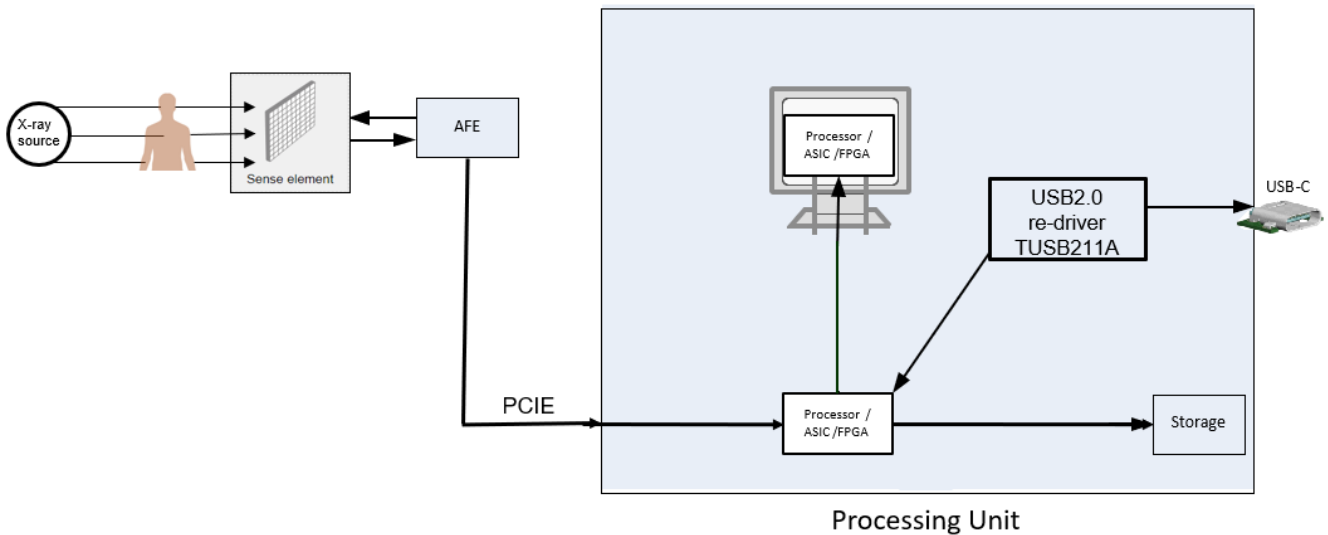 X-ray
source
Sense element
AFE
PCIE
Processor /
ASIC /FPGA
USB2.0
re-driver
TUSB211A
USB-C
Processor /
ASIC /FPGA
Storage
Processing Unit